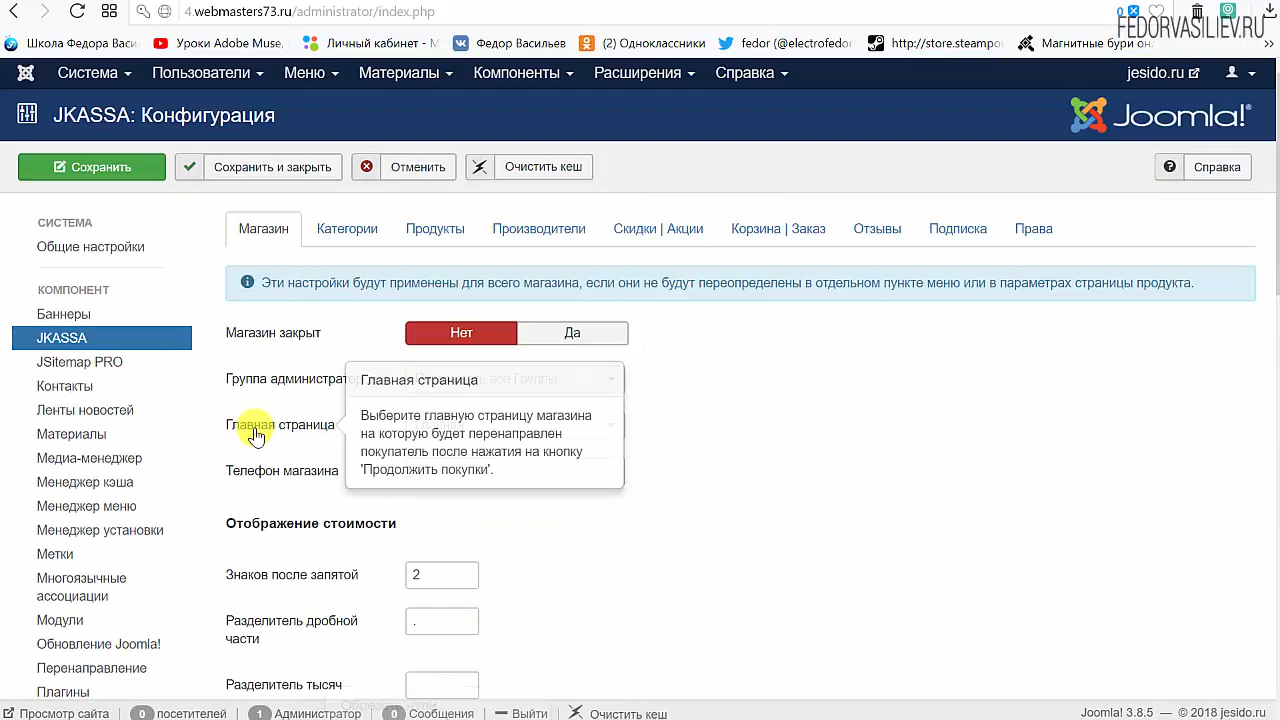 4.webmasters73.ru/administrator/index.php
0
FEDORVASILIEV.RU
Школа Федора Васи
Уроки Adobe Muse,
Личный кабинет - М
Федор Васильев
(2) Одноклассники
fedor (@electrofedor
http://store.steampo
Магнитные бури он
Система
Пользователи
Меню
Материалы
Компоненты
Расширения
Справка
jesido.ru
JKASSA: Конфигурация
Joomla!®
Сохранить
Сохранить и закрыть
Отменить
Очистить кеш
Справка
СИСТЕМА
Общие настройки
КОМПОНЕНТ
Баннеры
JKASSA
JSitemap PRO
Контакты
Ленты новостей
Материалы
Медиа-менеджер
Менеджер кэша
Менеджер меню
Менеджер установки
Метки
Многоязычные
ассоциации
Модули
Обновление Joomla!
Перенаправление
Плагины
Магазин
Категории
Продукты
Производители
Скидки | Акции
Корзина | Заказ
Отзывы
Подписка
Права
Эти настройки будут применены для всего магазина, если они не будут переопределены в отдельном пункте меню или в параметрах страницы продукта.
Магазин закрыт
Нет
Да
Группа администрато
все Группы
Главная страница
Главная страница
Выберите главную страницу магазина
на которую будет перенаправлен
покупатель после нажатия на кнопку
'Продолжить покупки'.
Телефон магазина
Отображение стоимости
Знаков после запятой
2
Разделитель дробной
части
.
Разделитель тысяч
Просмотр сайта
0 посетителей
1 Администратор
0 Сообщения
Выйти
Очистить кеш
Joomla! 3.8.5 — © 2018 jesido.ru